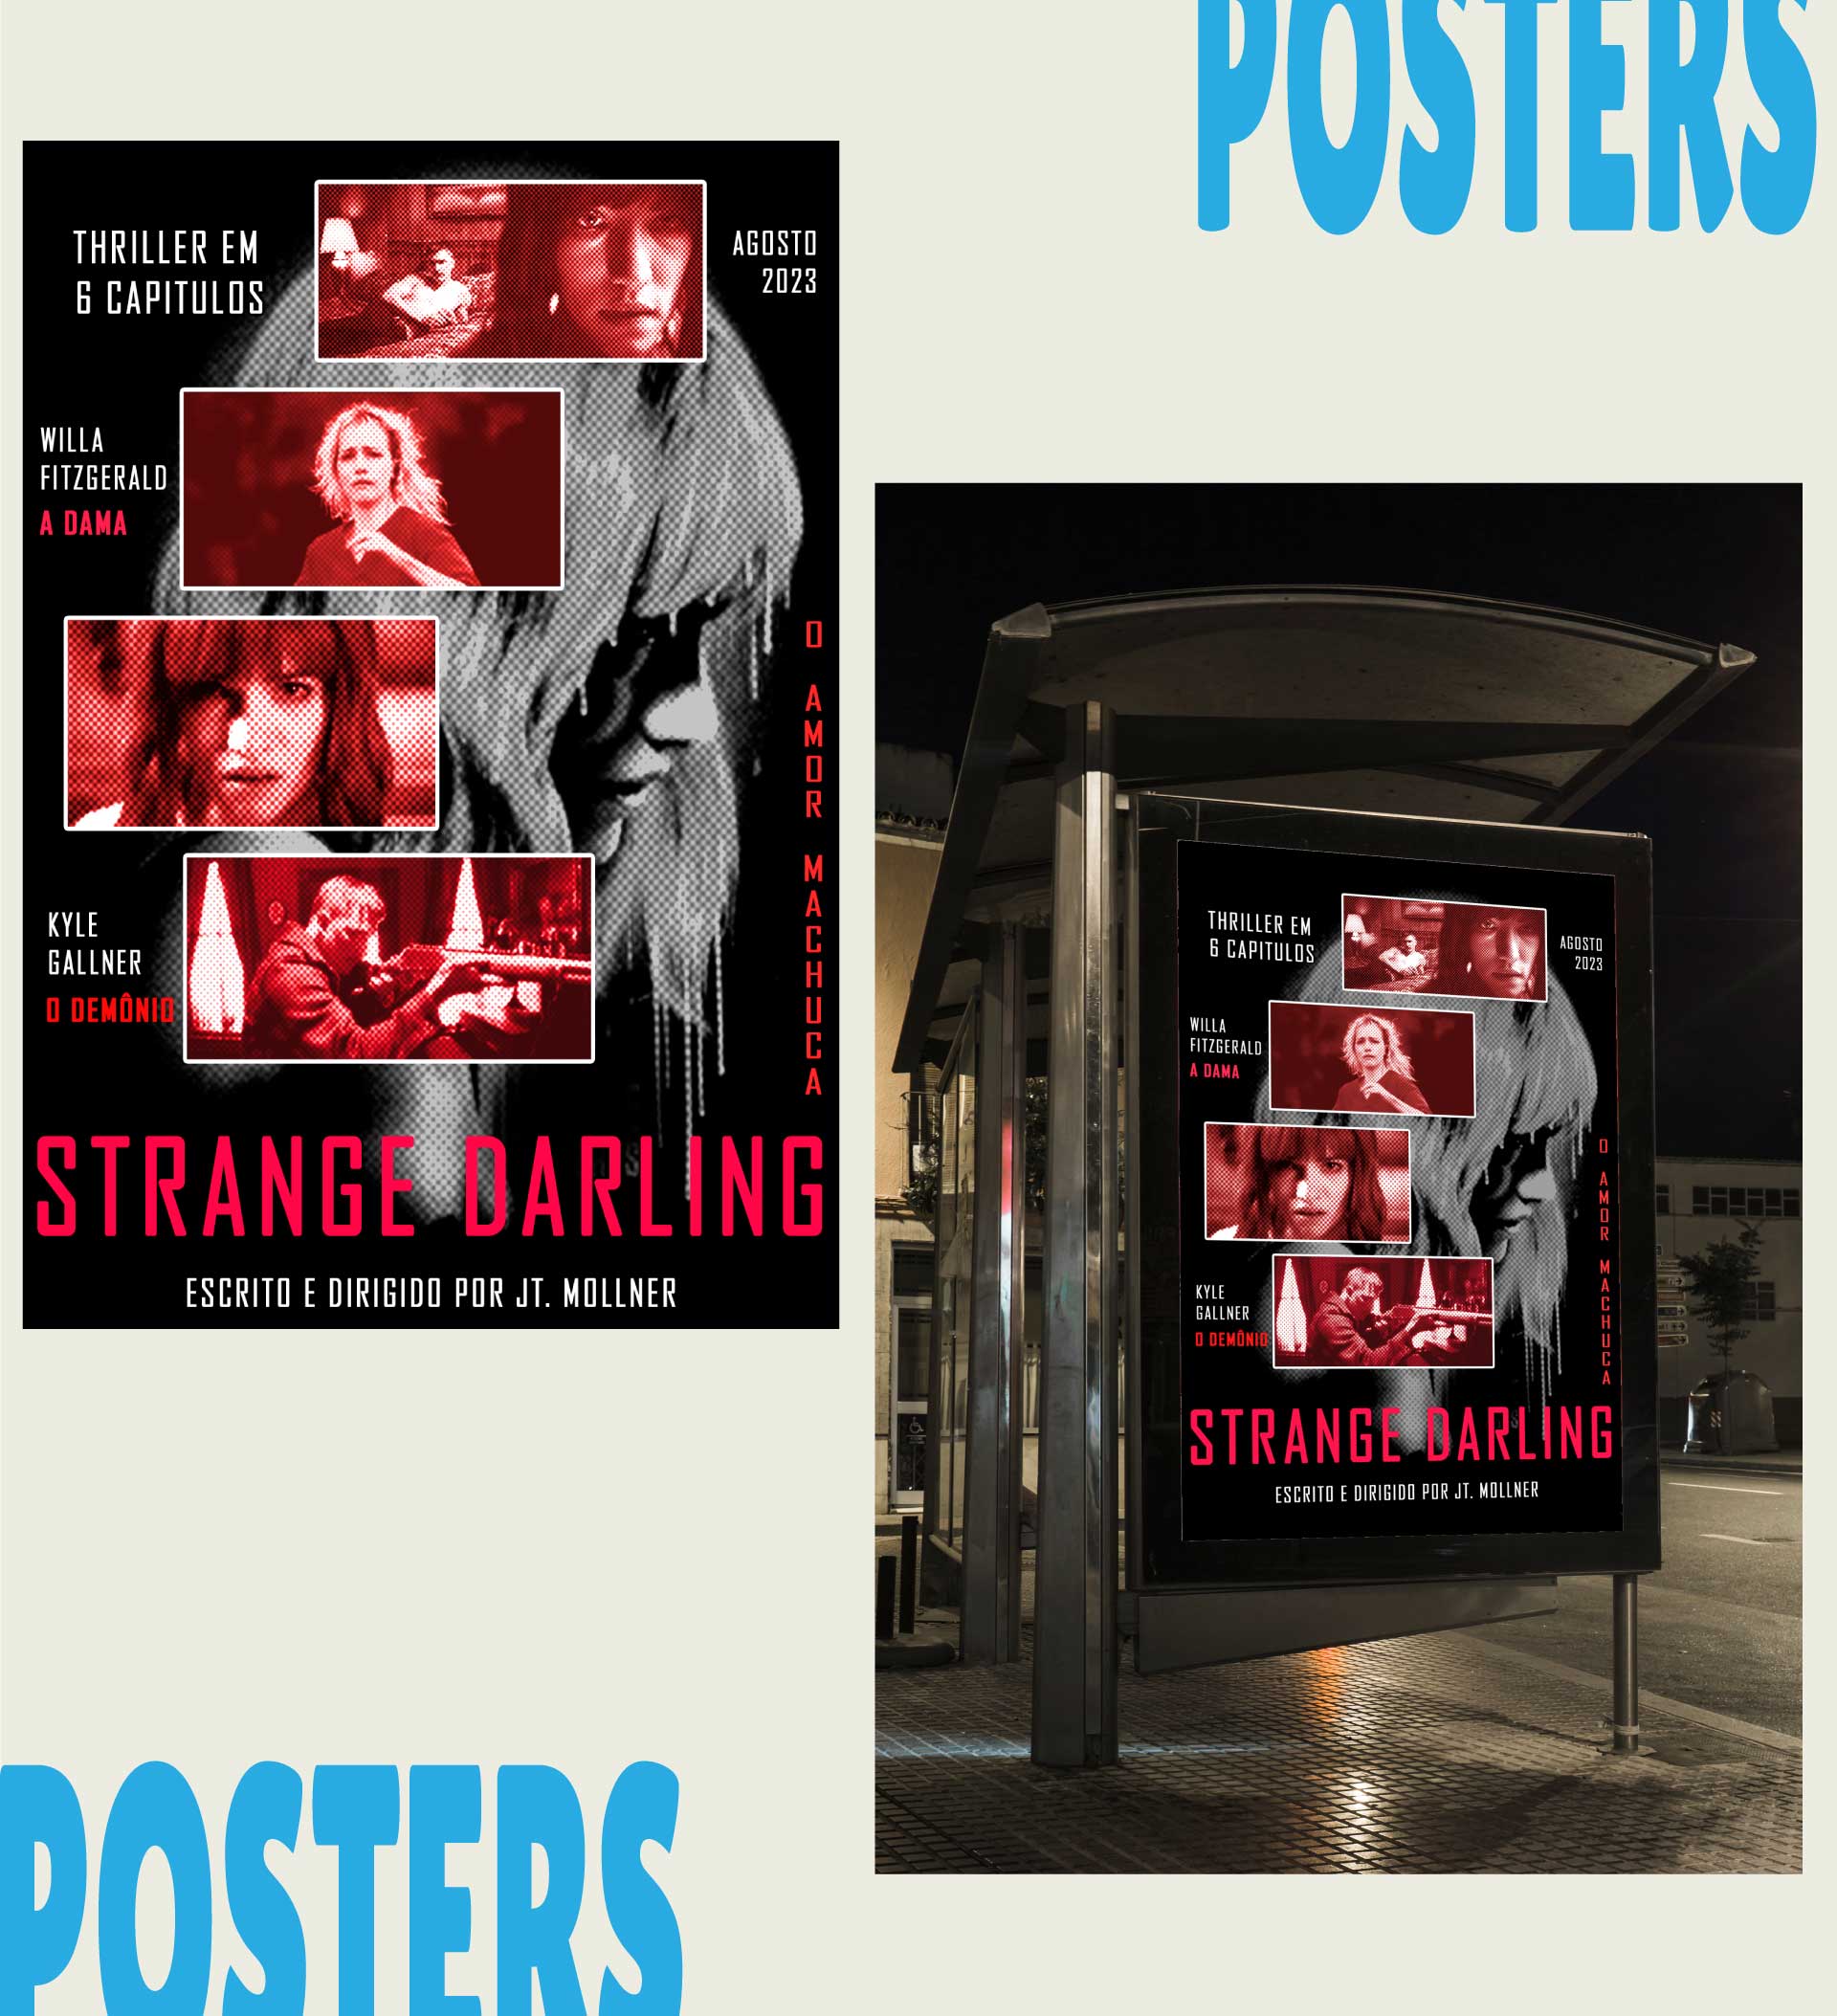 POSTERS
THRILLER EM
6 CAPITULOS
AGOSTO
2023
WILLA
FITZGERALD
A DAMA
O AMOR MACHUCA
KYLE
GALLNER
O DEMÔNIO
STRANGE DARLING
ESCRITO E DIRIGIDO POR JT. MOLLNER
THRILLER EM
6 CAPITULOS
AGOSTO
2023
WILLA
FITZGERALD
A DAMA
O AMOR MACHUCA
KYLE
GALLNER
O DEMÔNIO
STRANGE DARLING
ESCRITO E DIRIGIDO POR JT. MOLLNER
POSTERS